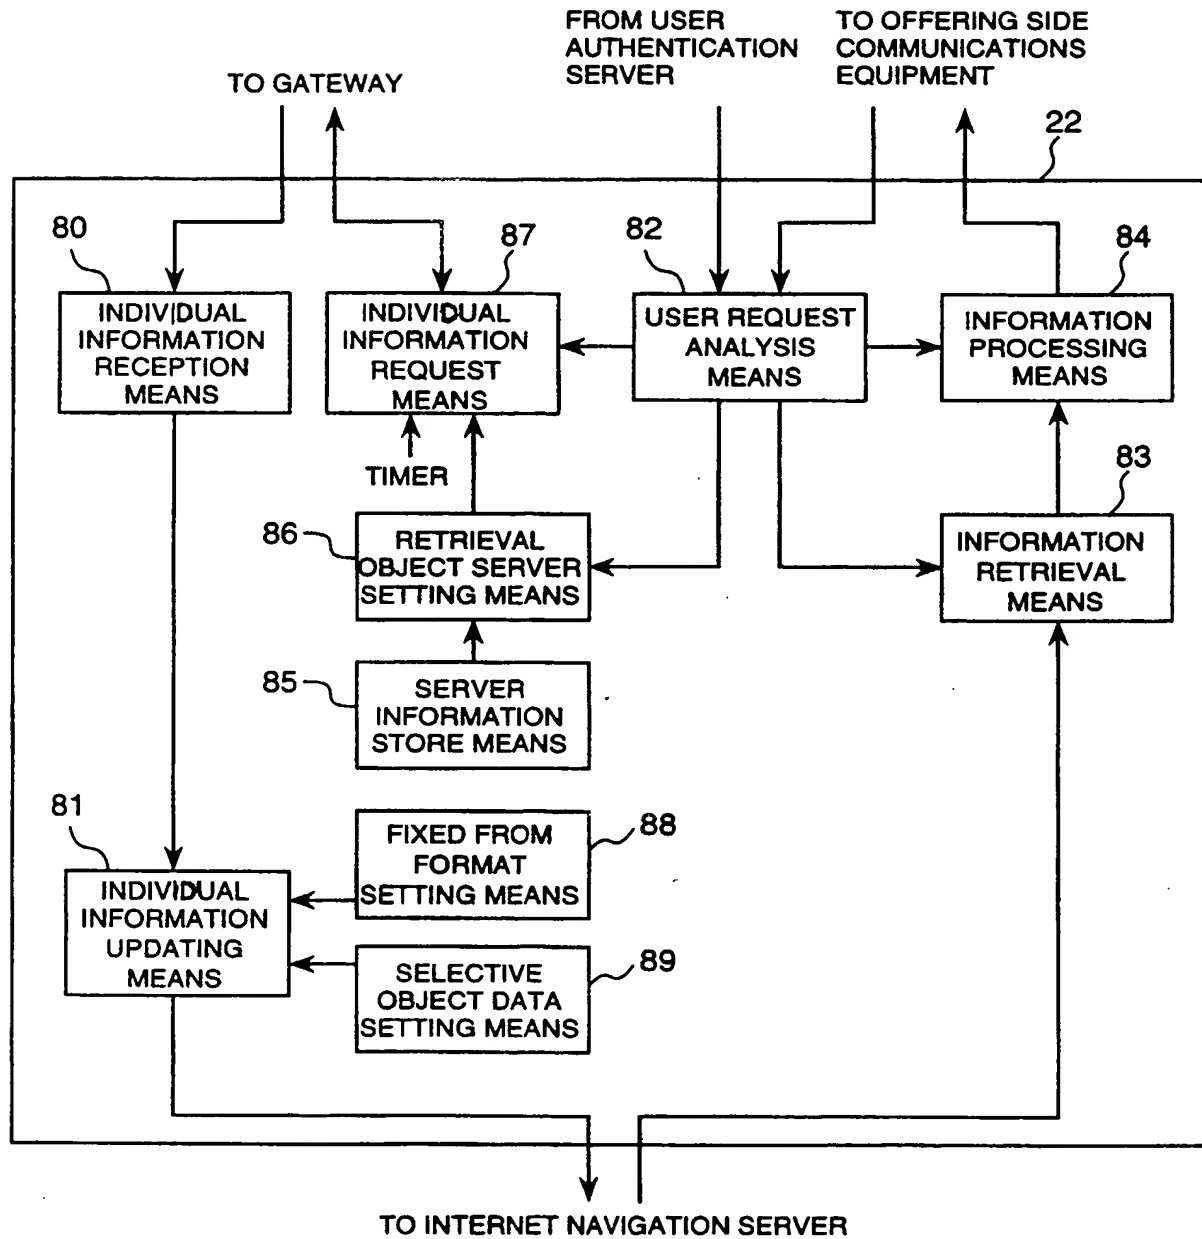 FROM USER
AUTHENTICATION
SERVER
TO OFFERING SIDE
COMMUNICATIONS
EQUIPMENT
TO GATEWAY
22
80
87
82
84
INDIVIDUAL
INFORMATION
RECEPTION
MEANS
INDIVIDUAL
INFORMATION
REQUEST
MEANS
USER REQUEST
ANALYSIS
MEANS
INFORMATION
PROCESSING
MEANS
TIMER
83
86
RETRIEVAL
OBJECT SERVER
SETTING MEANS
INFORMATION
RETRIEVAL
MEANS
85
SERVER
INFORMATION
STORE MEANS
81
88
FIXED FROM
FORMAT
SETTING MEANS
INDIVIDUAL
INFORMATION
UPDATING
MEANS
89
SELECTIVE
OBJECT DATA
SETTING MEANS
TO INTERNET NAVIGATION SERVER